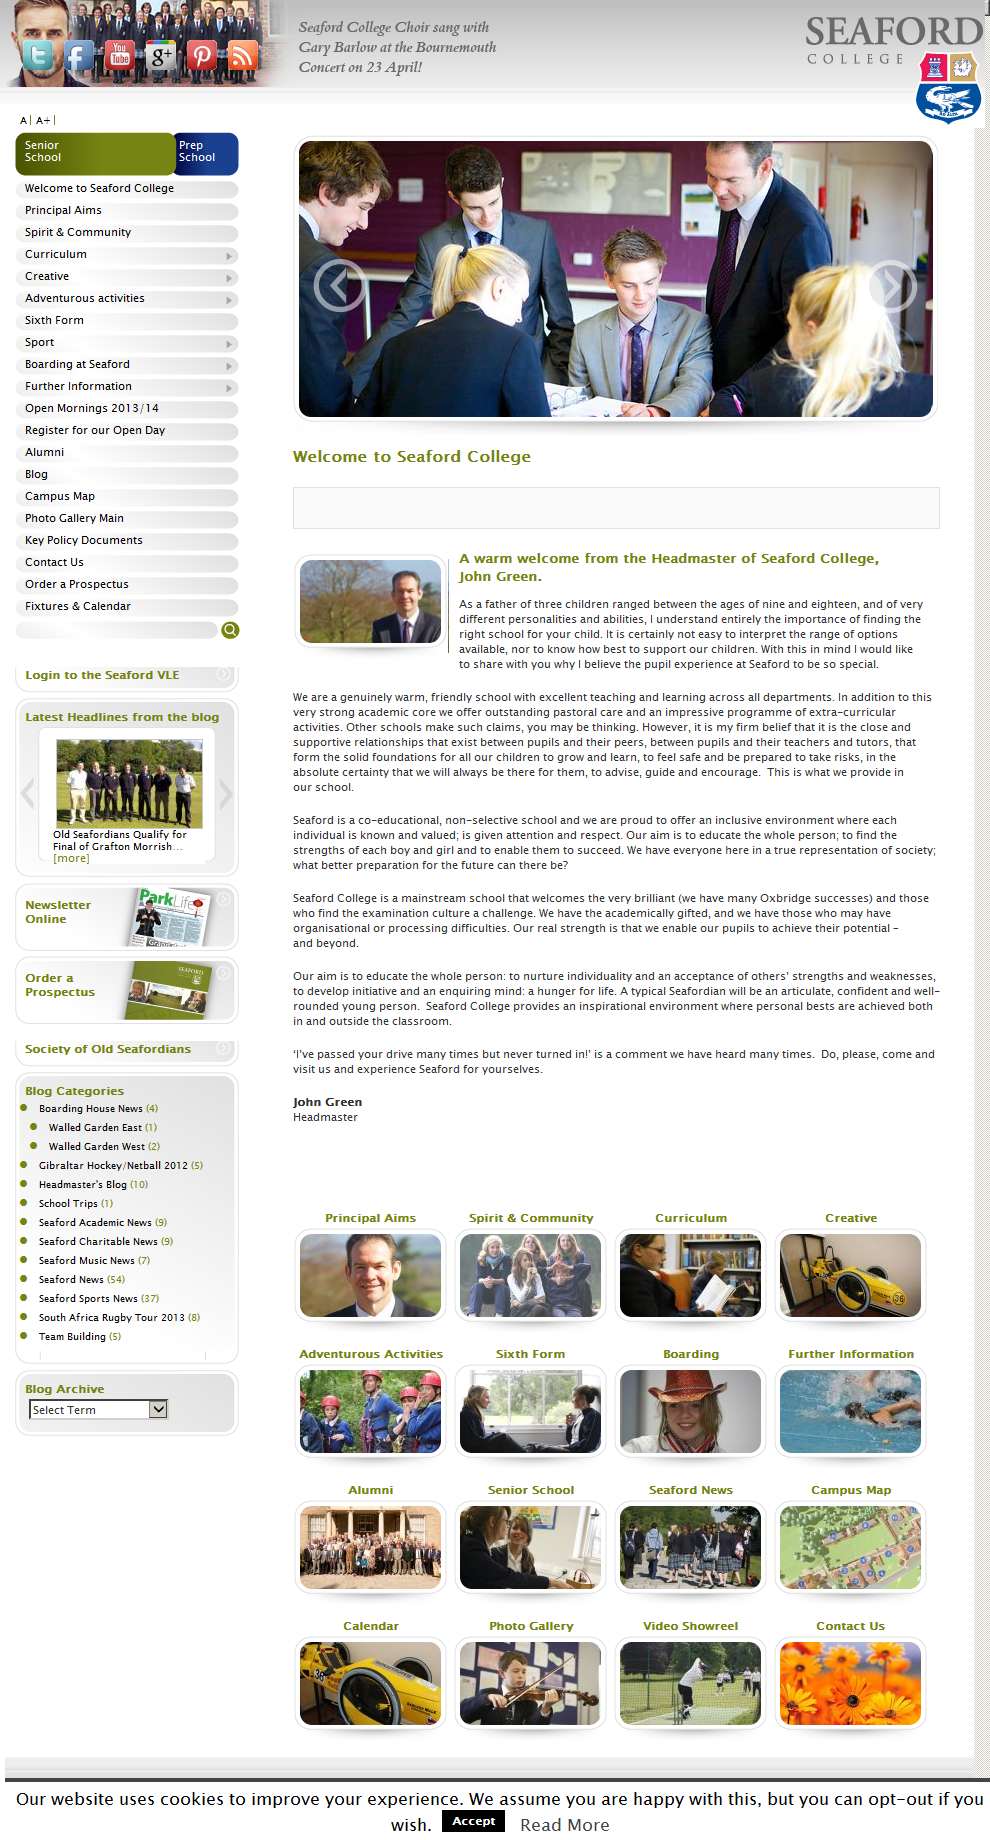 Seaford College Choir sang with
Gary Barlow at the Bournemouth
Concert on 23 April!
SEAFORD
COLLEGE
A | A+ |
Senior
School
Prep
School
Welcome to Seaford College
Principal Aims
Spirit & Community
Curriculum
Creative
Adventurous activities
Sixth Form
Sport
Boarding at Seaford
Further Information
Open Mornings 2013/14
Register for our Open Day
Alumni
Blog
Campus Map
Photo Gallery Main
Key Policy Documents
Contact Us
Order a Prospectus
Fixtures & Calendar
Login to the Seaford VLE
Latest Headlines from the blog
Old Seafordians Qualify for
Final of Grafton Morrish...
[more]
Newsletter
Online
ParkLife
Order a
Prospectus
SEAFORD
Society of Old Seafordians
Blog Categories
Boarding House News (4)
Walled Garden East (1)
Walled Garden West (2)
Gibraltar Hockey/Netball 2012 (5)
Headmaster's Blog (10)
School Trips (1)
Seaford Academic News (9)
Seaford Charitable News (9)
Seaford Music News (7)
Seaford News (54)
Seaford Sports News (37)
South Africa Rugby Tour 2013 (8)
Team Building (5)
Blog Archive
Select Term
Welcome to Seaford College
A warm welcome from the Headmaster of Seaford College,
John Green.
As a father of three children ranged between the ages of nine and eighteen, and of very
different personalities and abilities, I understand entirely the importance of finding the
right school for your child. It is certainly not easy to interpret the range of options
available, nor to know how best to support our children. With this in mind I would like
to share with you why I believe the pupil experience at Seaford to be so special.
We are a genuinely warm, friendly school with excellent teaching and learning across all departments. In addition to this
very strong academic core we offer outstanding pastoral care and an impressive programme of extra-curricular
activities. Other schools make such claims, you may be thinking. However, it is my firm belief that it is the close and
supportive relationships that exist between pupils and their peers, between pupils and their teachers and tutors, that
form the solid foundations for all our children to grow and learn, to feel safe and be prepared to take risks, in the
absolute certainty that we will always be there for them, to advise, guide and encourage. This is what we provide in
our school.
Seaford is a co-educational, non-selective school and we are proud to offer an inclusive environment where each
individual is known and valued; is given attention and respect. Our aim is to educate the whole person; to find the
strengths of each boy and girl and to enable them to succeed. We have everyone here in a true representation of society;
what better preparation for the future can there be?
Seaford College is a mainstream school that welcomes the very brilliant (we have many Oxbridge successes) and those
who find the examination culture a challenge. We have the academically gifted, and we have those who may have
organisational or processing difficulties. Our real strength is that we enable our pupils to achieve their potential –
and beyond.
Our aim is to educate the whole person: to nurture individuality and an acceptance of others' strengths and weaknesses,
to develop initiative and an enquiring mind: a hunger for life. A typical Seafordian will be an articulate, confident and well-
rounded young person. Seaford College provides an inspirational environment where personal bests are achieved both
in and outside the classroom.
'I've passed your drive many times but never turned in!' is a comment we have heard many times. Do, please, come and
visit us and experience Seaford for yourselves.
John Green
Headmaster
Principal Aims
Spirit & Community
Curriculum
Creative
36
Adventurous Activities
Sixth Form
Boarding
Further Information
Alumni
Senior School
Seaford News
Campus Map
Calendar
Photo Gallery
Video Showreel
Contact Us
36
Our website uses cookies to improve your experience. We assume you are happy with this, but you can opt-out if you
wish. Accept Read More